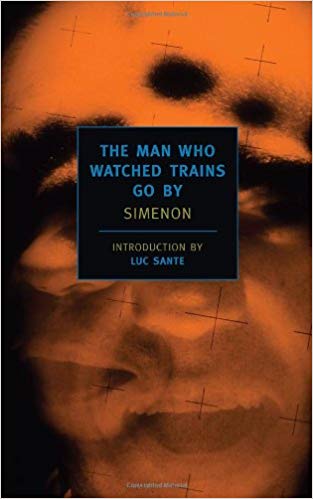 THE MAN WHO
WATCHED TRAINS
GO BY
SIMENON
INTRODUCTION BY
LUC SANTE